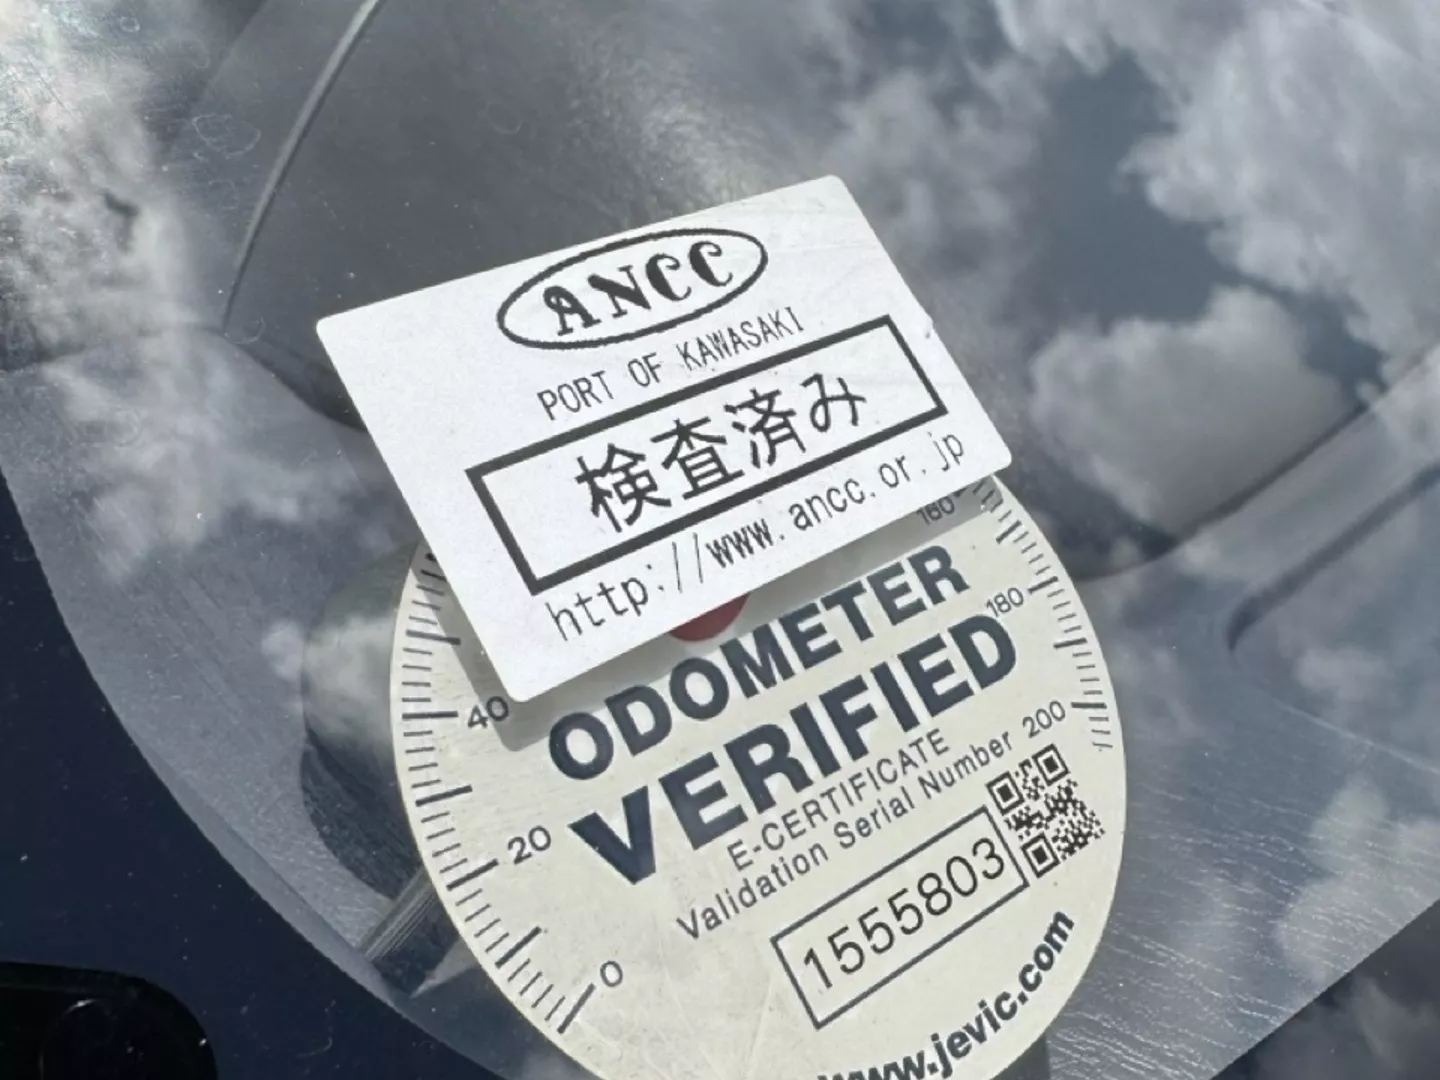 ANCC
PORT OF KAWASAKI
検査済み
http://www.ancc.or.jp
160
ODOMETER
180
VERIFIED
40
E-CERTIFICATE
Validation Serial Number
200
20
1555803
0
www.jevic.com